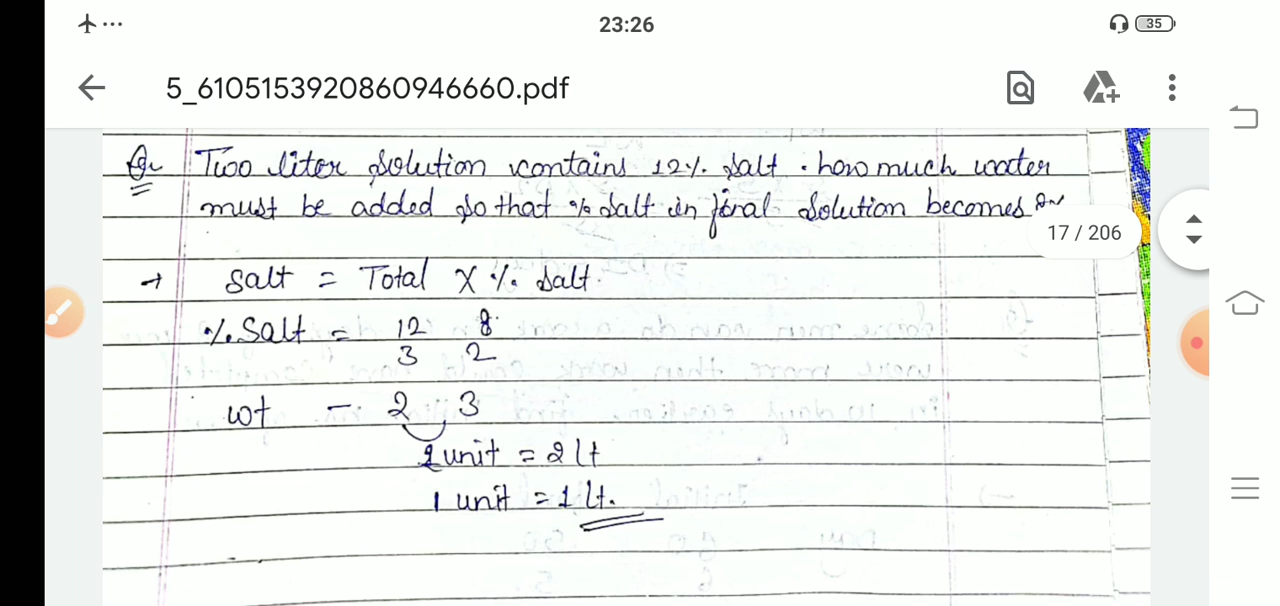 23:26
35
5_6105153920860946660.pdf
Q Two liter solution contains 12% salt . how much water
must be added so that % salt in final solution becomes 8%
17 / 206
→ salt = Total X % salt.
% salt = 12 8
3 2
wt – 2 3
2 unit = 2 lt
1 unit = 1 lt.